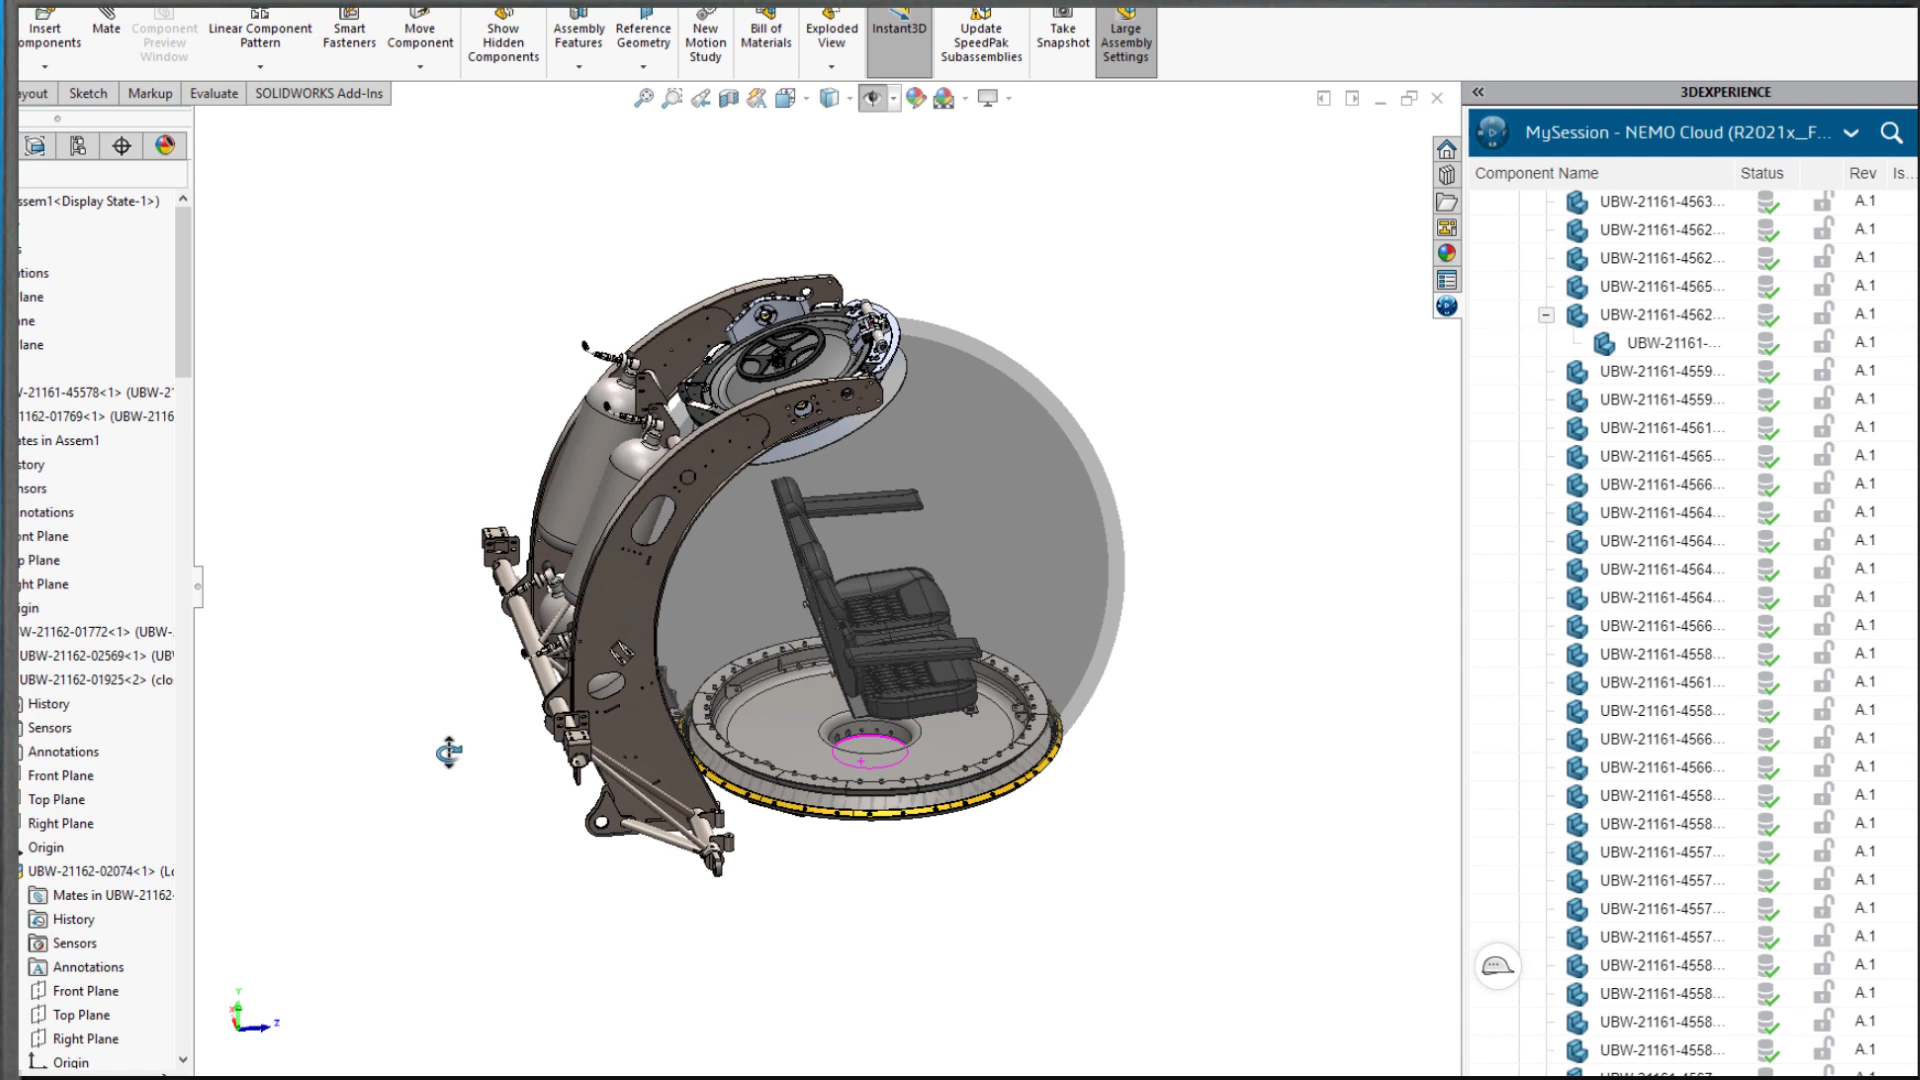 Insert
omponents
Mate
Component
Preview
Window
Linear Component
Pattern
Smart
Fasteners
Move
Component
Show
Hidden
Components
Assembly
Features
Reference
Geometry
New
Motion
Study
Bill of
Materials
Exploded
View
Instant3D
Update
SpeedPak
Subassemblies
Take
Snapshot
Large
Assembly
Settings
ayout
Sketch
Markup
Evaluate
SOLIDWORKS Add-Ins
ssem1<Display State-1>)
s
tions
lane
ne
lane
V-21161-45578<1> (UBW-21
1162-01769<1> (UBW-2116
ates in Assem1
story
nsors
notations
ont Plane
p Plane
ght Plane
igin
W-21162-01772<1> (UBW-
UBW-21162-02569<1> (UB
UBW-21162-01925<2> (clo
History
Sensors
Annotations
Front Plane
Top Plane
Right Plane
Origin
UBW-21162-02074<1> (Lo
Mates in UBW-21162-
History
Sensors
Annotations
Front Plane
Top Plane
Right Plane
Origin
Y
X
Z
3DEXPERIENCE
MySession - NEMO Cloud (R2021x_F...
Component Name Status Rev Is...
UBW-21161-4563... A.1
UBW-21161-4562... A.1
UBW-21161-4562... A.1
UBW-21161-4565... A.1
UBW-21161-4562... A.1
UBW-21161-... A.1
UBW-21161-4559... A.1
UBW-21161-4559... A.1
UBW-21161-4561... A.1
UBW-21161-4565... A.1
UBW-21161-4566... A.1
UBW-21161-4564... A.1
UBW-21161-4564... A.1
UBW-21161-4564... A.1
UBW-21161-4564... A.1
UBW-21161-4566... A.1
UBW-21161-4558... A.1
UBW-21161-4561... A.1
UBW-21161-4558... A.1
UBW-21161-4566... A.1
UBW-21161-4566... A.1
UBW-21161-4558... A.1
UBW-21161-4558... A.1
UBW-21161-4557... A.1
UBW-21161-4557... A.1
UBW-21161-4557... A.1
UBW-21161-4557... A.1
UBW-21161-4558... A.1
UBW-21161-4558... A.1
UBW-21161-4558... A.1
UBW-21161-4558... A.1